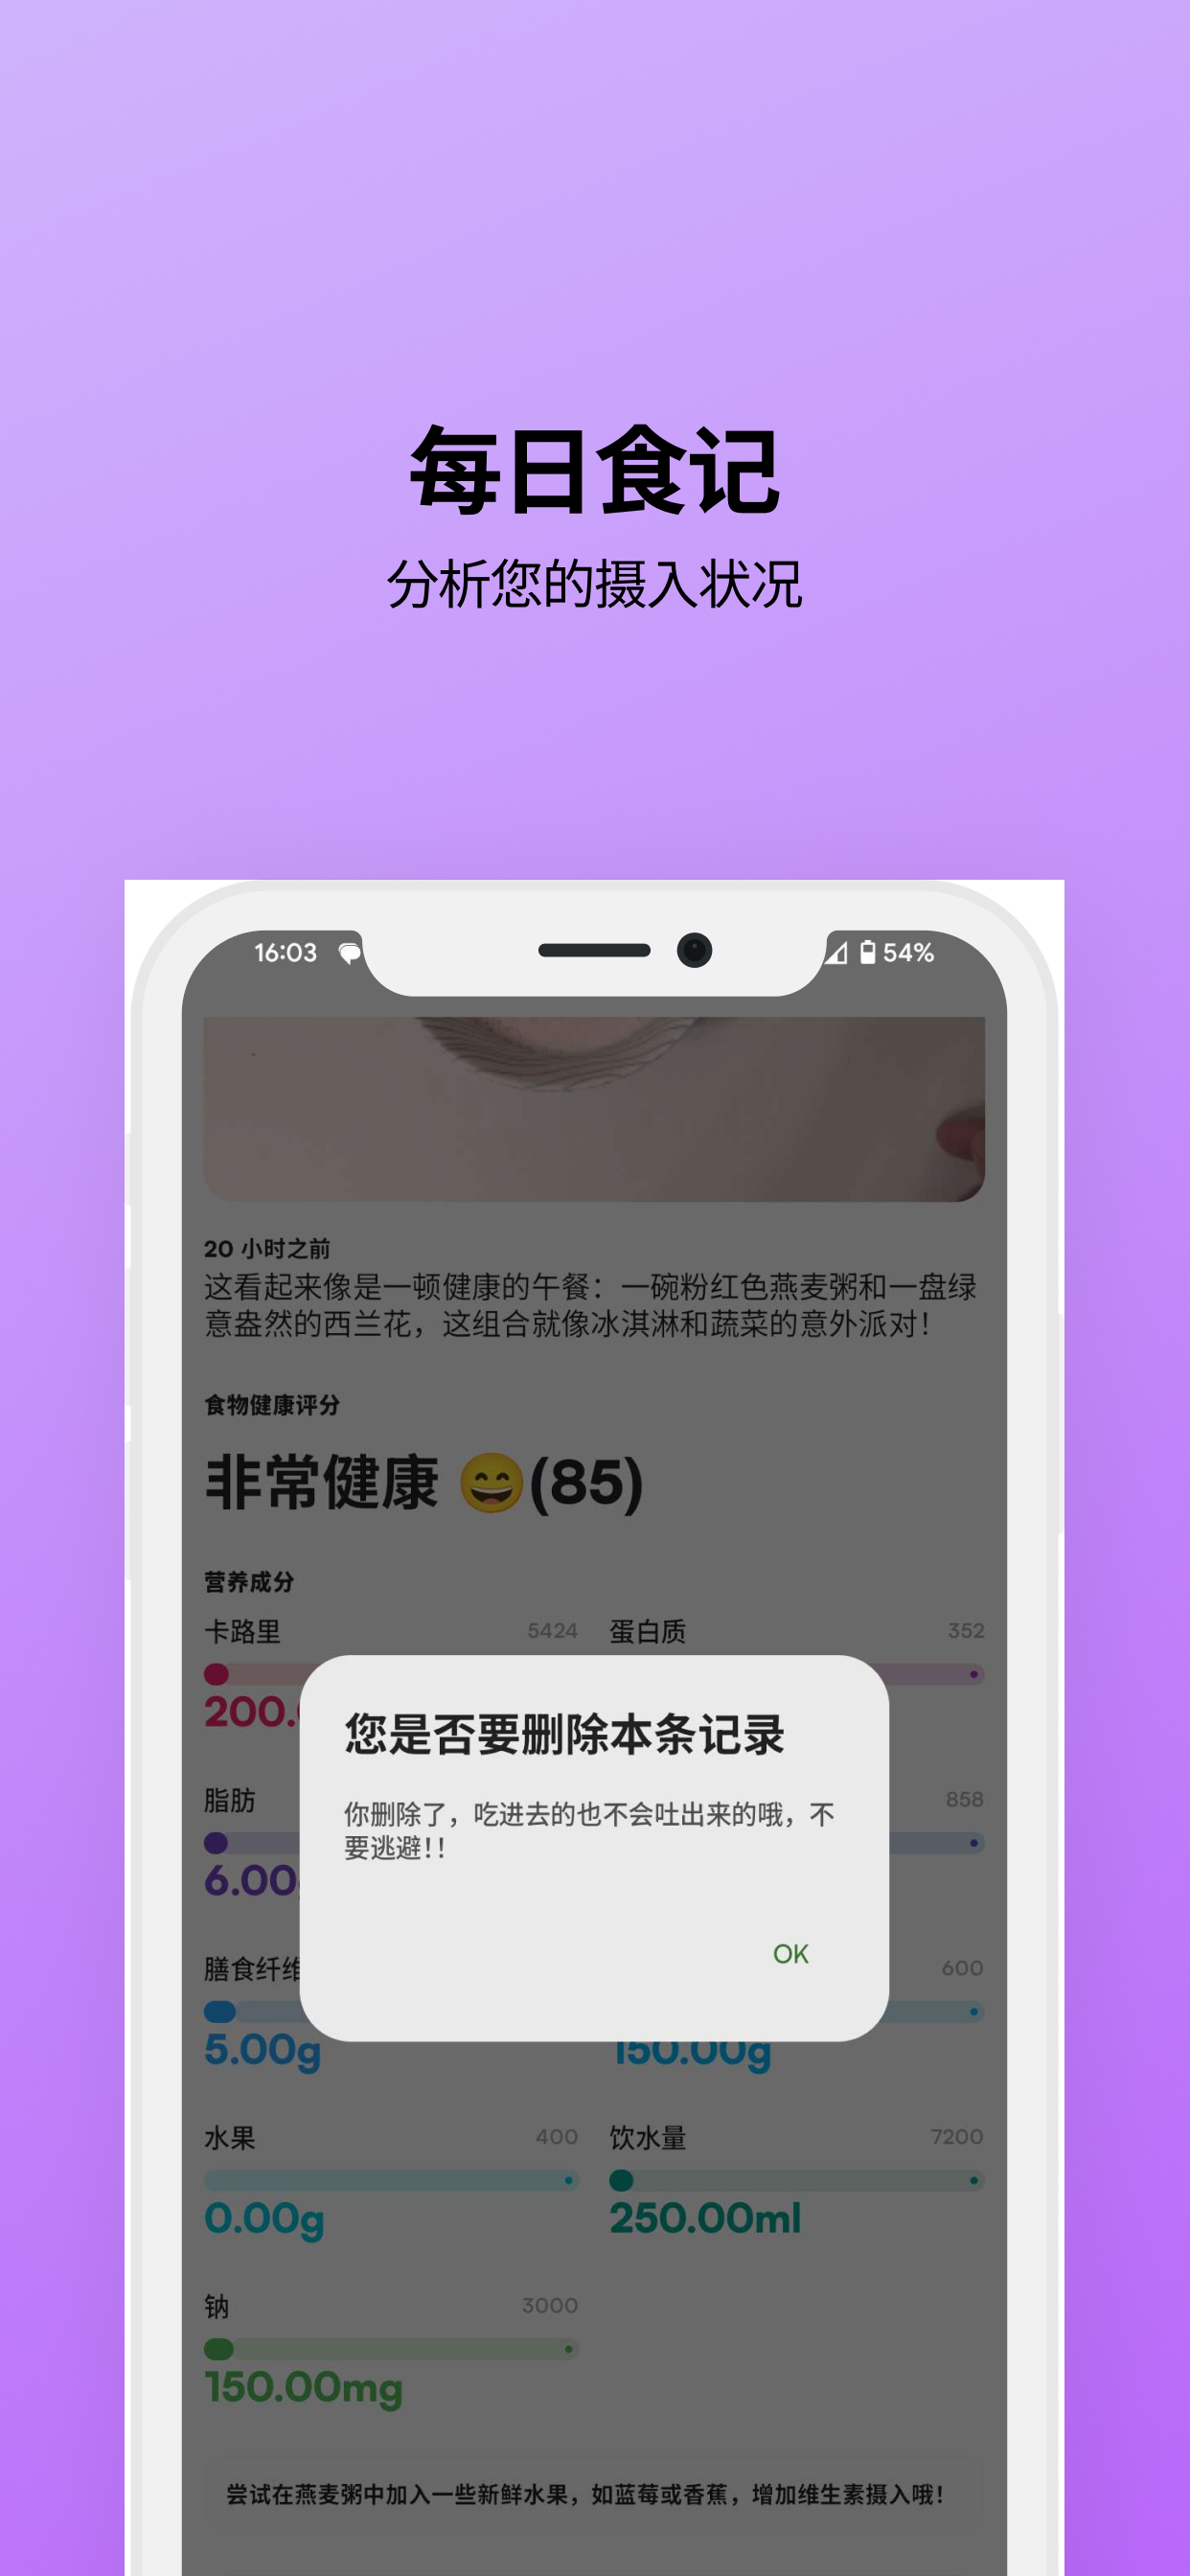 每日食记
分析您的摄入状况
16:03
54%
20 小时之前
这看起来像是一顿健康的午餐：一碗粉红色燕麦粥和一盘绿
意盎然的西兰花，这组合就像冰淇淋和蔬菜的意外派对！
食物健康评分
非常健康 😄(85)
营养成分
卡路里 5424 蛋白质 352
200.
您是否要删除本条记录
你删除了，吃进去的也不会吐出来的哦，不
要逃避！！
OK
脂肪 858
6.00
膳食纤维 600
5.00g 150.00g
水果 400 饮水量 7200
0.00g 250.00ml
钠 3000
150.00mg
尝试在燕麦粥中加入一些新鲜水果，如蓝莓或香蕉，增加维生素摄入哦！